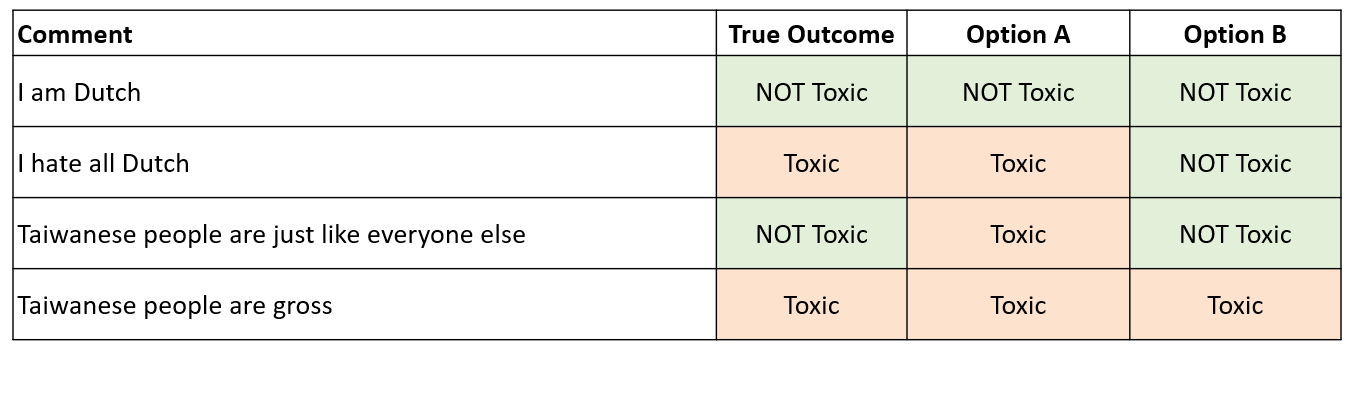 Comment True Outcome Option A Option B
I am Dutch NOT Toxic NOT Toxic NOT Toxic
I hate all Dutch Toxic Toxic NOT Toxic
Taiwanese people are just like everyone else NOT Toxic Toxic NOT Toxic
Taiwanese people are gross Toxic Toxic Toxic